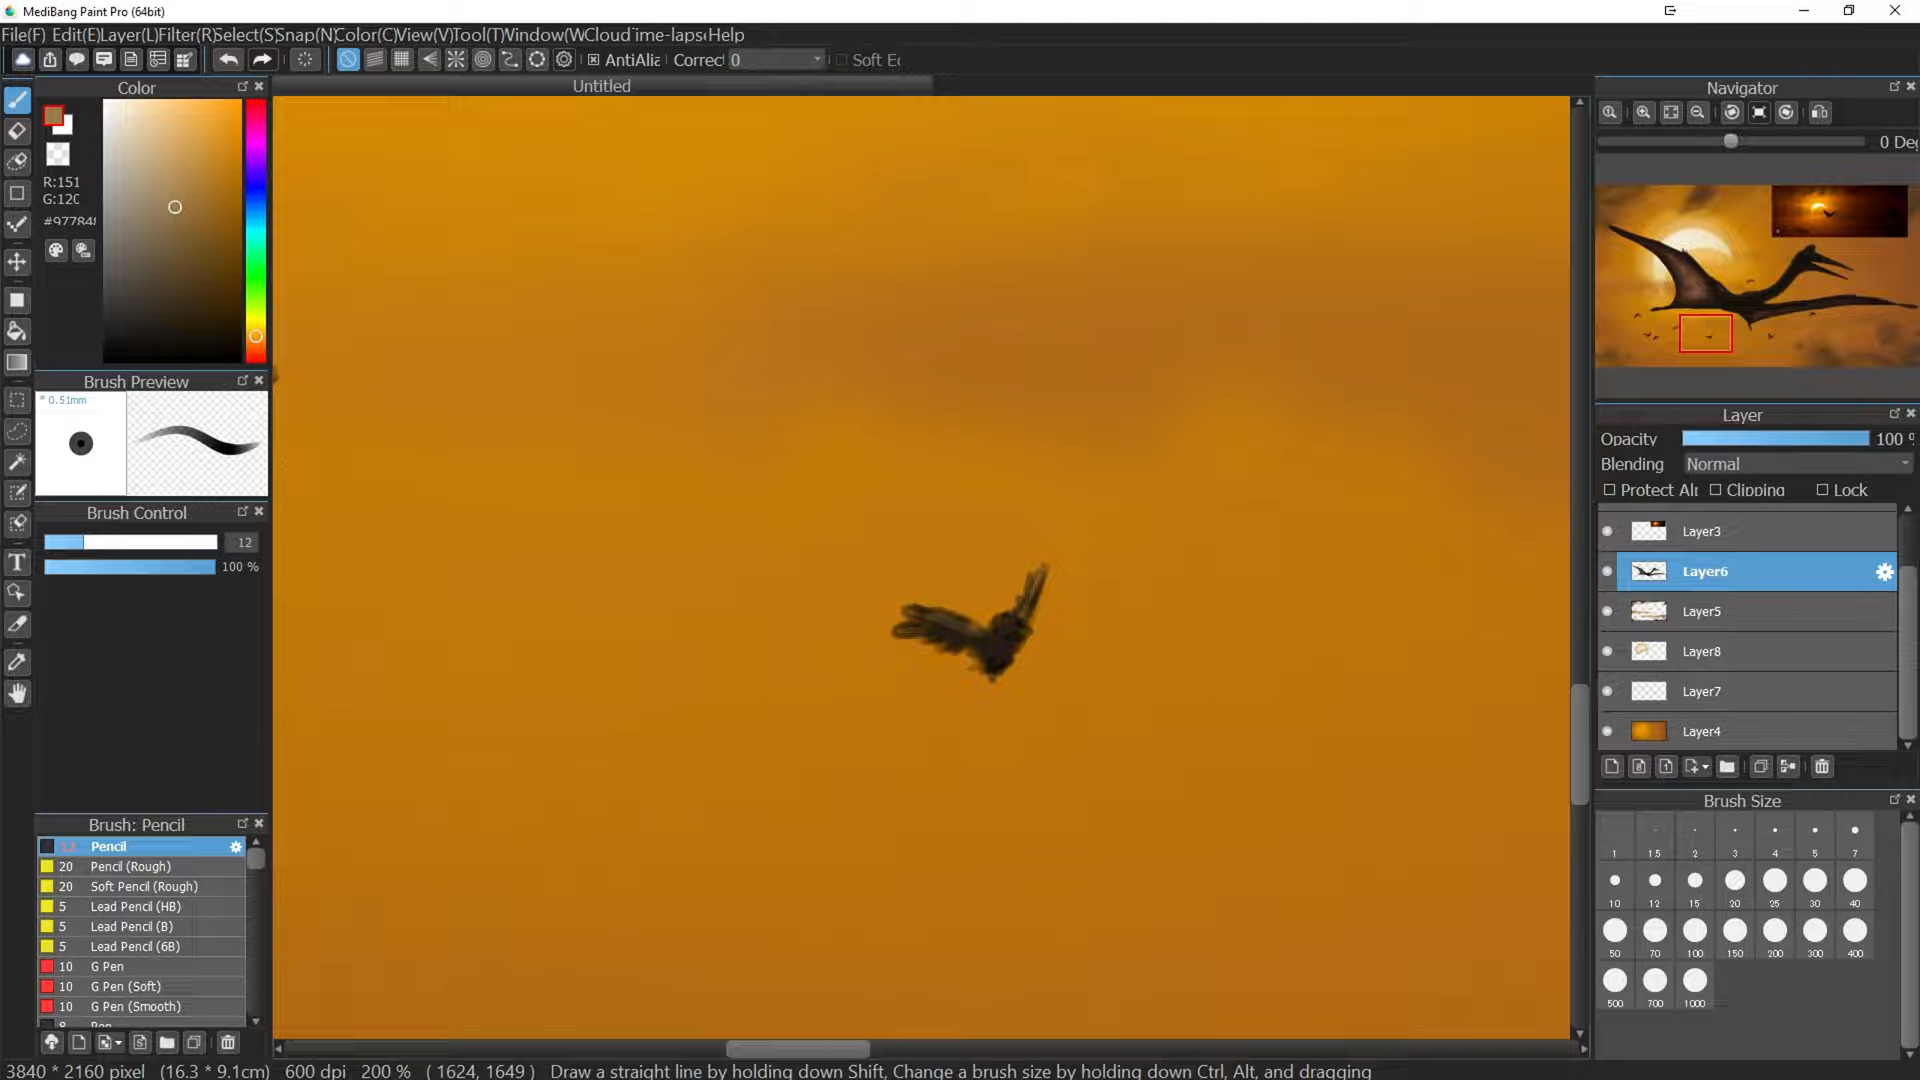 MediBang Paint Pro (64bit)
File(F) Edit(E) Layer(L) Filter(R Select(S Snap(N Color(C) View(V) Tool(T) Window(W Cloud Time-laps Help
AntiAlia Correc 0 Soft Ed
Untitled
Color
R:151
G:120
#977848
Brush Preview
* 0.51mm
Brush Control
12
100 %
Brush: Pencil
Pencil
20 Pencil (Rough)
20 Soft Pencil (Rough)
5 Lead Pencil (HB)
5 Lead Pencil (B)
5 Lead Pencil (6B)
10 G Pen
10 G Pen (Soft)
10 G Pen (Smooth)
8 Pen
Navigator
0 Deg
Layer
Opacity 100 %
Blending Normal
Protect Al Clipping Lock
Layer3
Layer6
Layer5
Layer8
Layer7
Layer4
Brush Size
1 1.5 2 3 4 5 7
10 12 15 20 25 30 40
50 70 100 150 200 300 400
500 700 1000
3840 * 2160 pixel (16.3 * 9.1cm) 600 dpi 200 % ( 1624, 1649 ) Draw a straight line by holding down Shift, Change a brush size by holding down Ctrl, Alt, and dragging